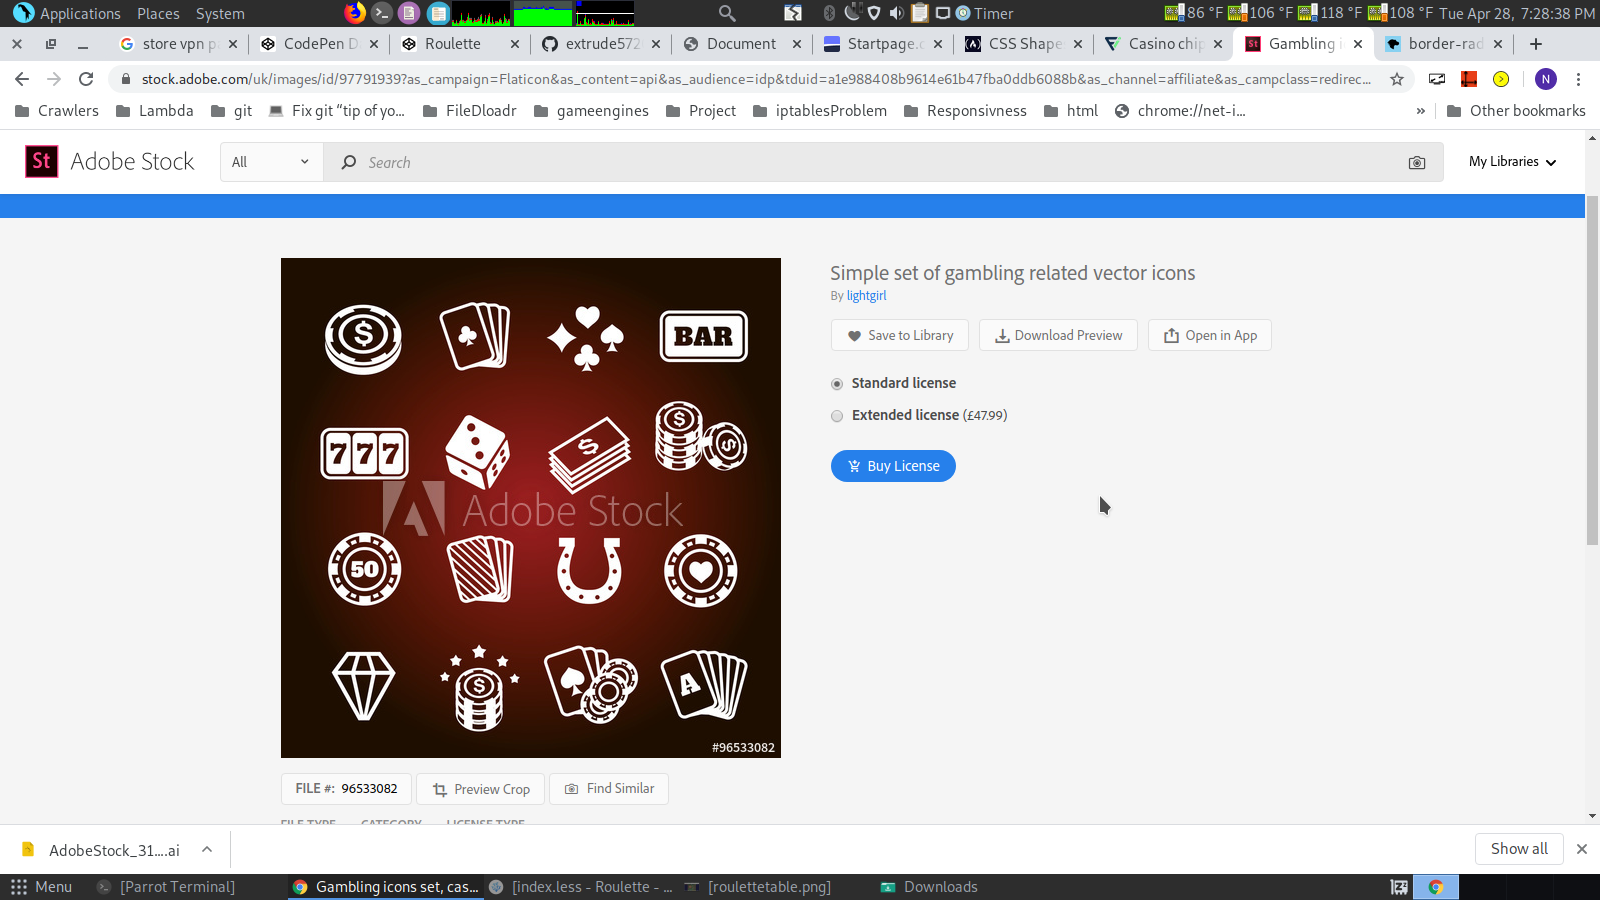 Applications Places System Timer 86 °F 106 °F 118 °F 108 °F Tue Apr 28, 7:28:38 PM
store vpn p CodePen D Roulette extrude572 Document Startpage.c CSS Shape Casino chip Gambling i border-rad
stock.adobe.com/uk/images/id/97791939?as_campaign=Flaticon&as_content=api&as_audience=idp&tduid=a1e988408b9614e61b47fba0ddb6088b&as_channel=affiliate&as_campclass=redirec... N
Crawlers Lambda git Fix git “tip of yo... FileDloadr gameengines Project iptablesProblem Responsivness html chrome://net-i... » Other bookmarks
St Adobe Stock All Search My Libraries
Simple set of gambling related vector icons
By lightgirl
Save to Library Download Preview Open in App
Standard license
Extended license (£47.99)
Buy License
$ BAR
777 $ $ $
Adobe Stock
50
$ A
#96533082
FILE #: 96533082 Preview Crop Find Similar
FILE TYPE CATEGORY LICENSE TYPE
AdobeStock_31....ai Show all
Menu [Parrot Terminal] Gambling icons set, cas... [index.less - Roulette - ... [roulettetable.png] Downloads